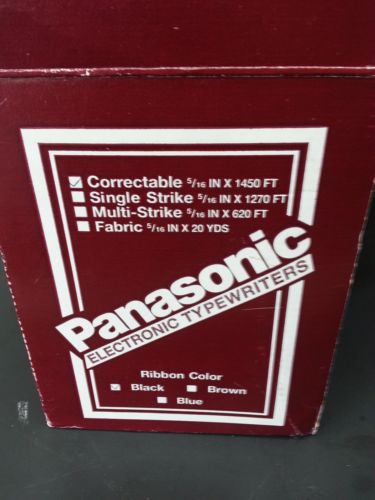 Correctable 5/16 IN X 1450 FT
Single Strike 5/16 IN X 1270 FT
Multi-Strike 5/16 IN X 620 FT
Fabric 5/16 IN X 20 YDS
Panasonic
ELECTRONIC TYPEWRITERS
Ribbon Color
Black Brown
Blue